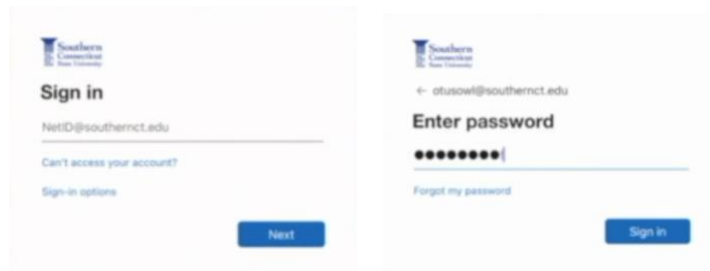 Southern
Connecticut
State University
Sign in
NetID@southernct.edu
Can't access your account?
Sign-in options
Next
Southern
Connecticut
State University
← otusowl@southernct.edu
Enter password
●●●●●●●●
Forgot my password
Sign in